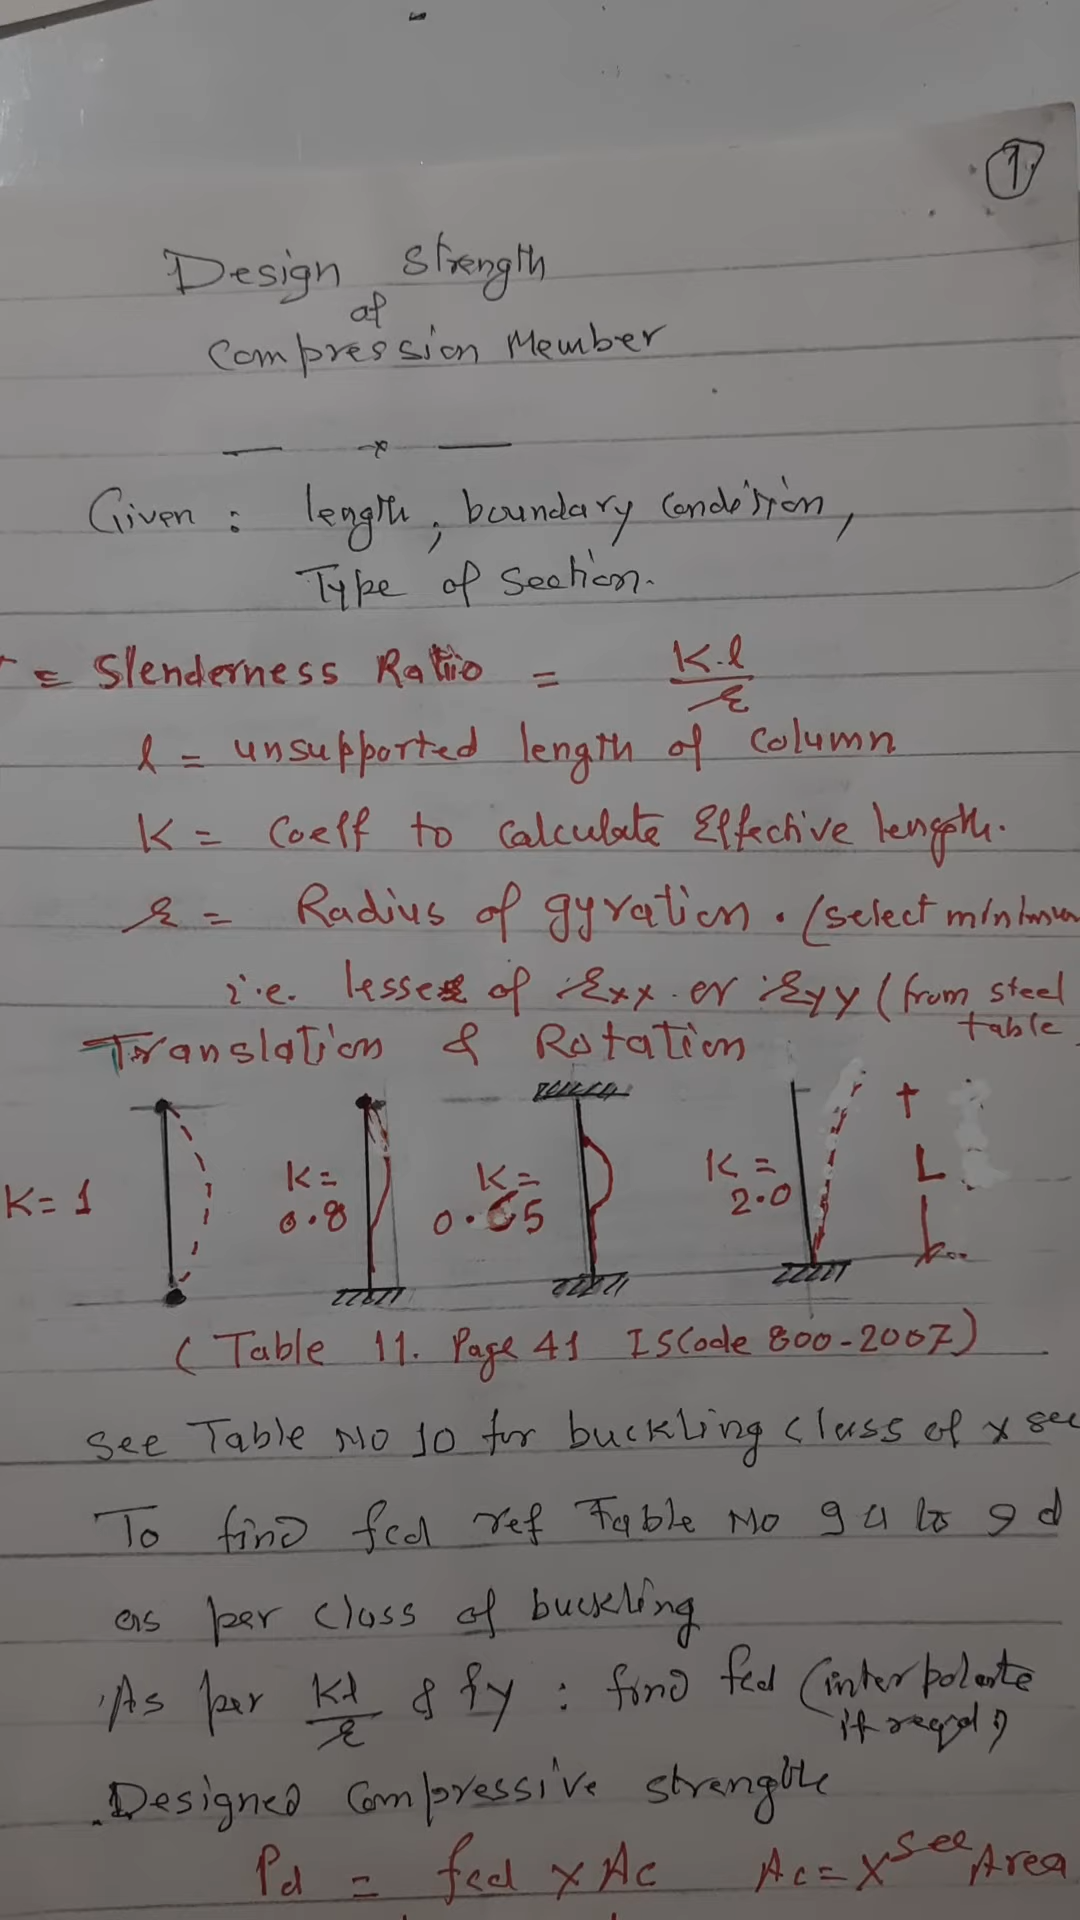 1
Design Strength
of
Compression Member
Given : length, boundary Condition,
Type of Section.
= Slenderness Ratio = K.l / r
l = unsupported length of Column
K = Coeff to Calculate Effective length.
r = Radius of gyration. (select minimum
i.e. lesser of rxx or ryy (from steel
table
Translation & Rotation
K = 1
K = 0.8
K = 0.65
K = 2.0
(Table 11. Page 41 IS Code 800-2007)
See Table No 10 for buckling class of x sec
To find fcd ref Table No 9a to 9d
as per class of buckling
As per Kl/r & fy : find fcd (interpolate
if reqd)
Designed Compressive strength
Pd = fcd x Ac Ac = x sec Area